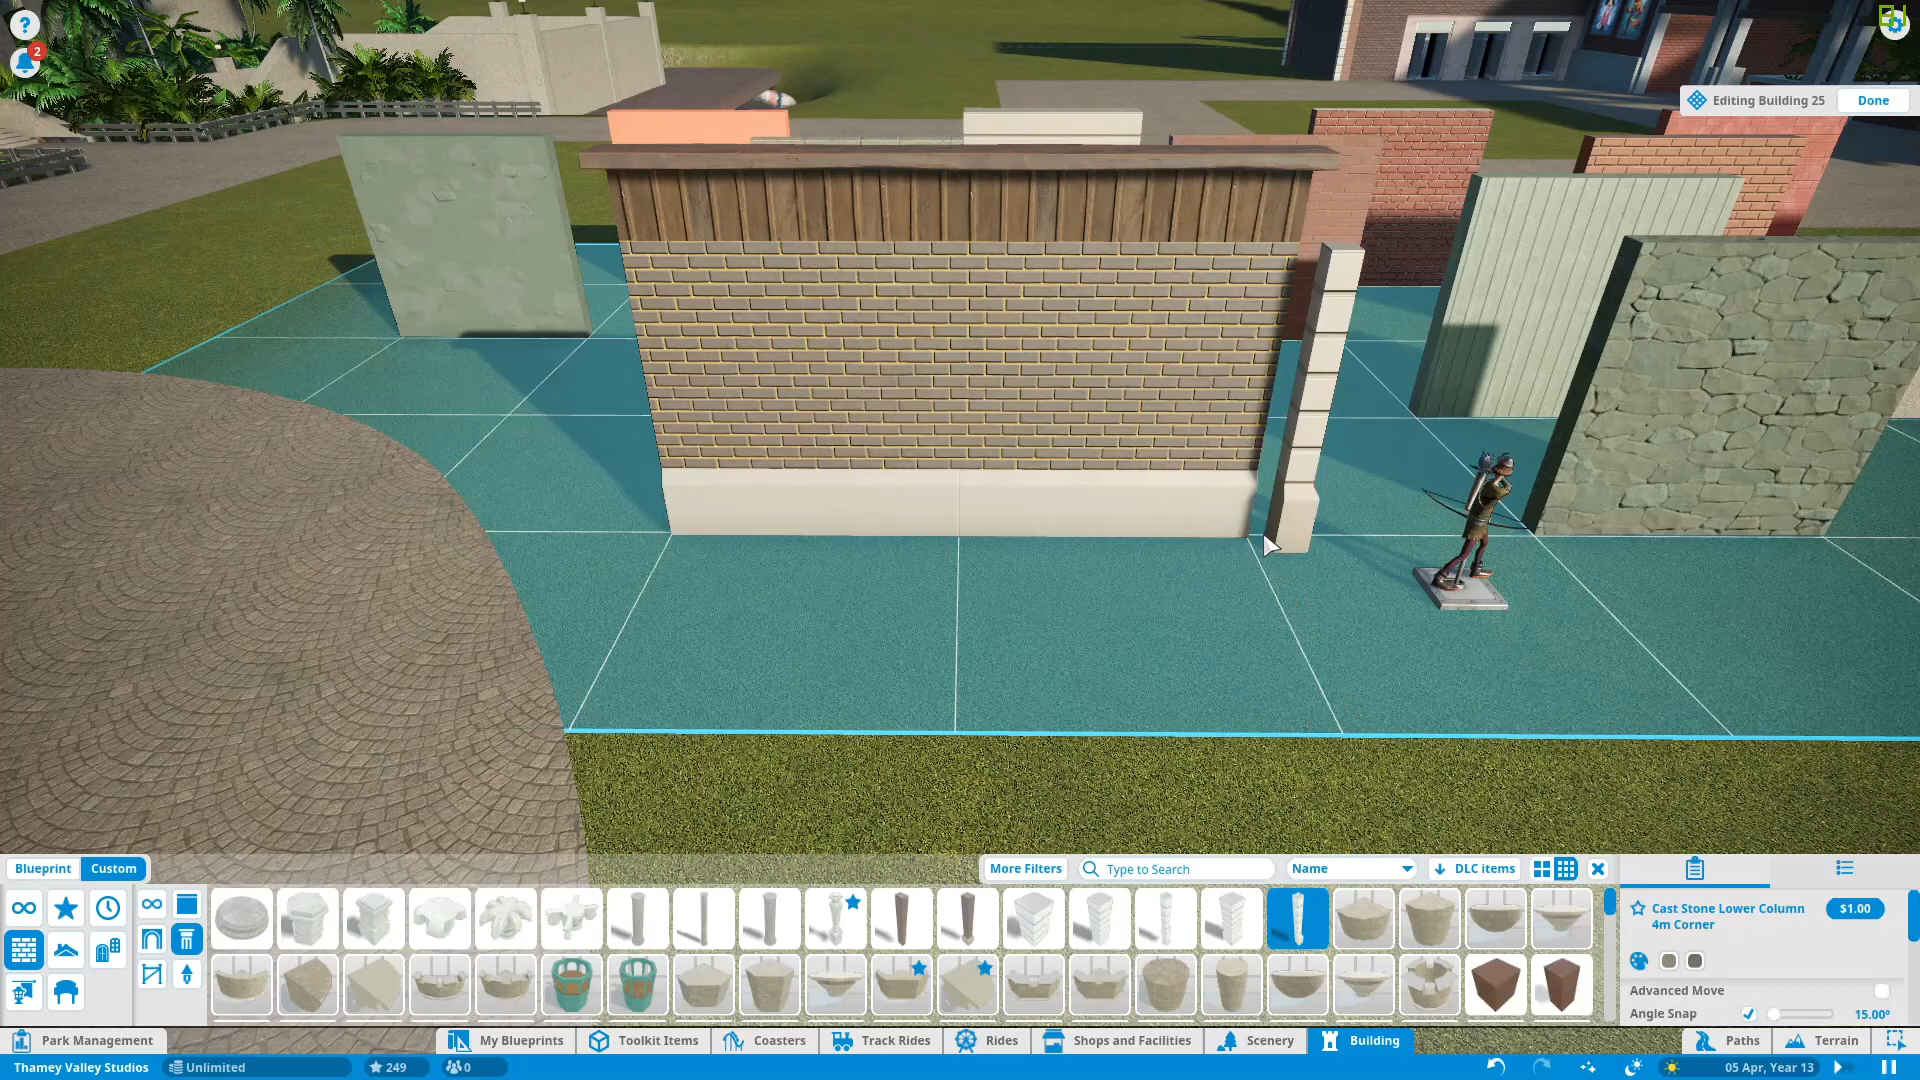 ?
2
Editing Building 25
Done
Blueprint
Custom
More Filters
Type to Search
Name
DLC items
Cast Stone Lower Column
4m Corner
$1.00
Advanced Move
Angle Snap
15.00º
Park Management
My Blueprints
Toolkit Items
Coasters
Track Rides
Rides
Shops and Facilities
Scenery
Building
Paths
Terrain
Thamey Valley Studios
Unlimited
249
0
05 Apr, Year 13